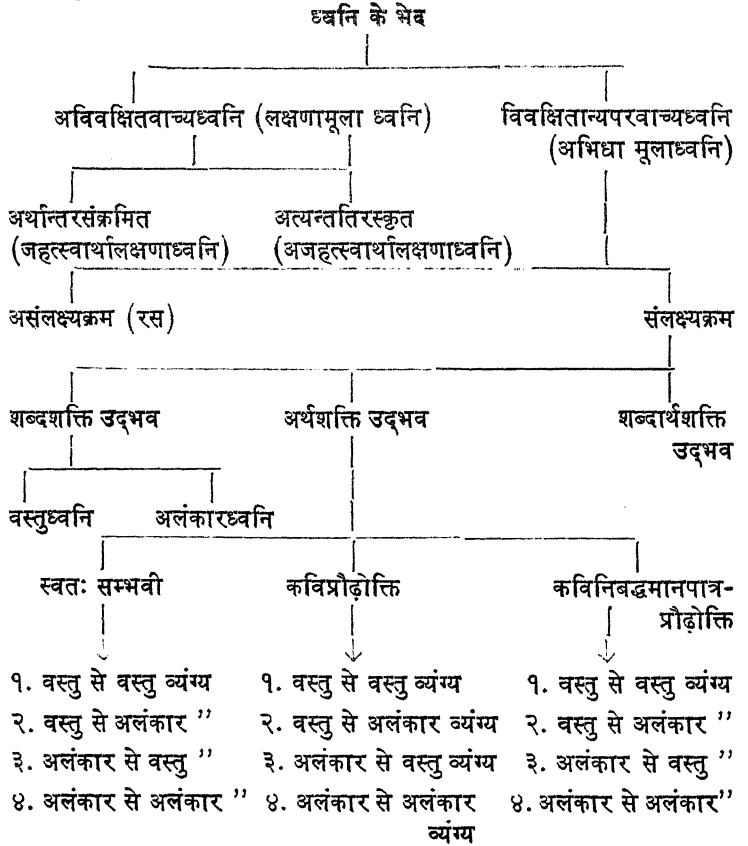 ध्वनि के भेद
अविवक्षितवाच्यध्वनि (लक्षणामूला ध्वनि) विवक्षितान्यपरवाच्यध्वनि
(अभिधा मूलाध्वनि)
अर्थान्तरसंक्रमित अत्यन्ततिरस्कृत
(जहत्स्वार्थालक्षणाध्वनि) (अजहत्स्वार्थालक्षणाध्वनि)
असंलक्ष्यक्रम (रस) संलक्ष्यक्रम
शब्दशक्ति उद्‌भव अर्थशक्ति उद्‌भव शब्दार्थशक्ति
उद्‌भव
वस्तुध्वनि अलंकारध्वनि
स्वतः सम्भवी कविप्रौढ़ोक्ति कविनिबद्धमानपात्र-
प्रौढ़ोक्ति
१. वस्तु से वस्तु व्यंग्य १. वस्तु से वस्तु व्यंग्य १. वस्तु से वस्तु व्यंग्य
२. वस्तु से अलंकार ” २. वस्तु से अलंकार व्यंग्य २. वस्तु से अलंकार ”
३. अलंकार से वस्तु ” ३. अलंकार से वस्तु व्यंग्य ३. अलंकार से वस्तु ”
४. अलंकार से अलंकार ” ४. अलंकार से अलंकार ४. अलंकार से अलंकार”
व्यंग्य